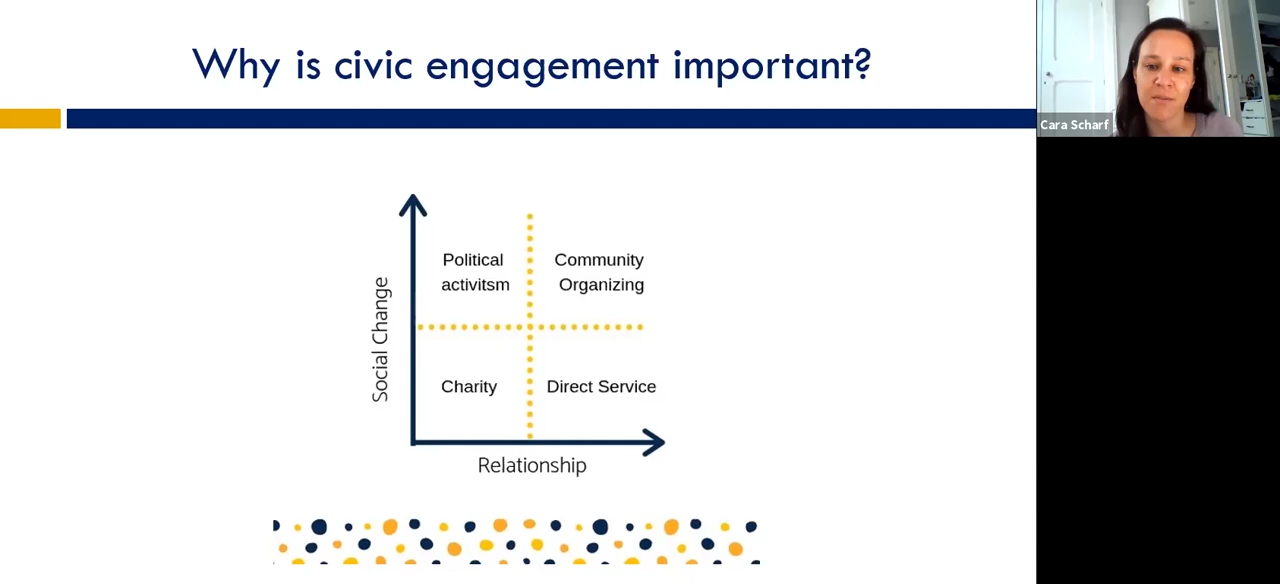 Why is civic engagement important?
Cara Scharf
Political
activitsm
Community
Organizing
Social Change
Charity
Direct Service
Relationship